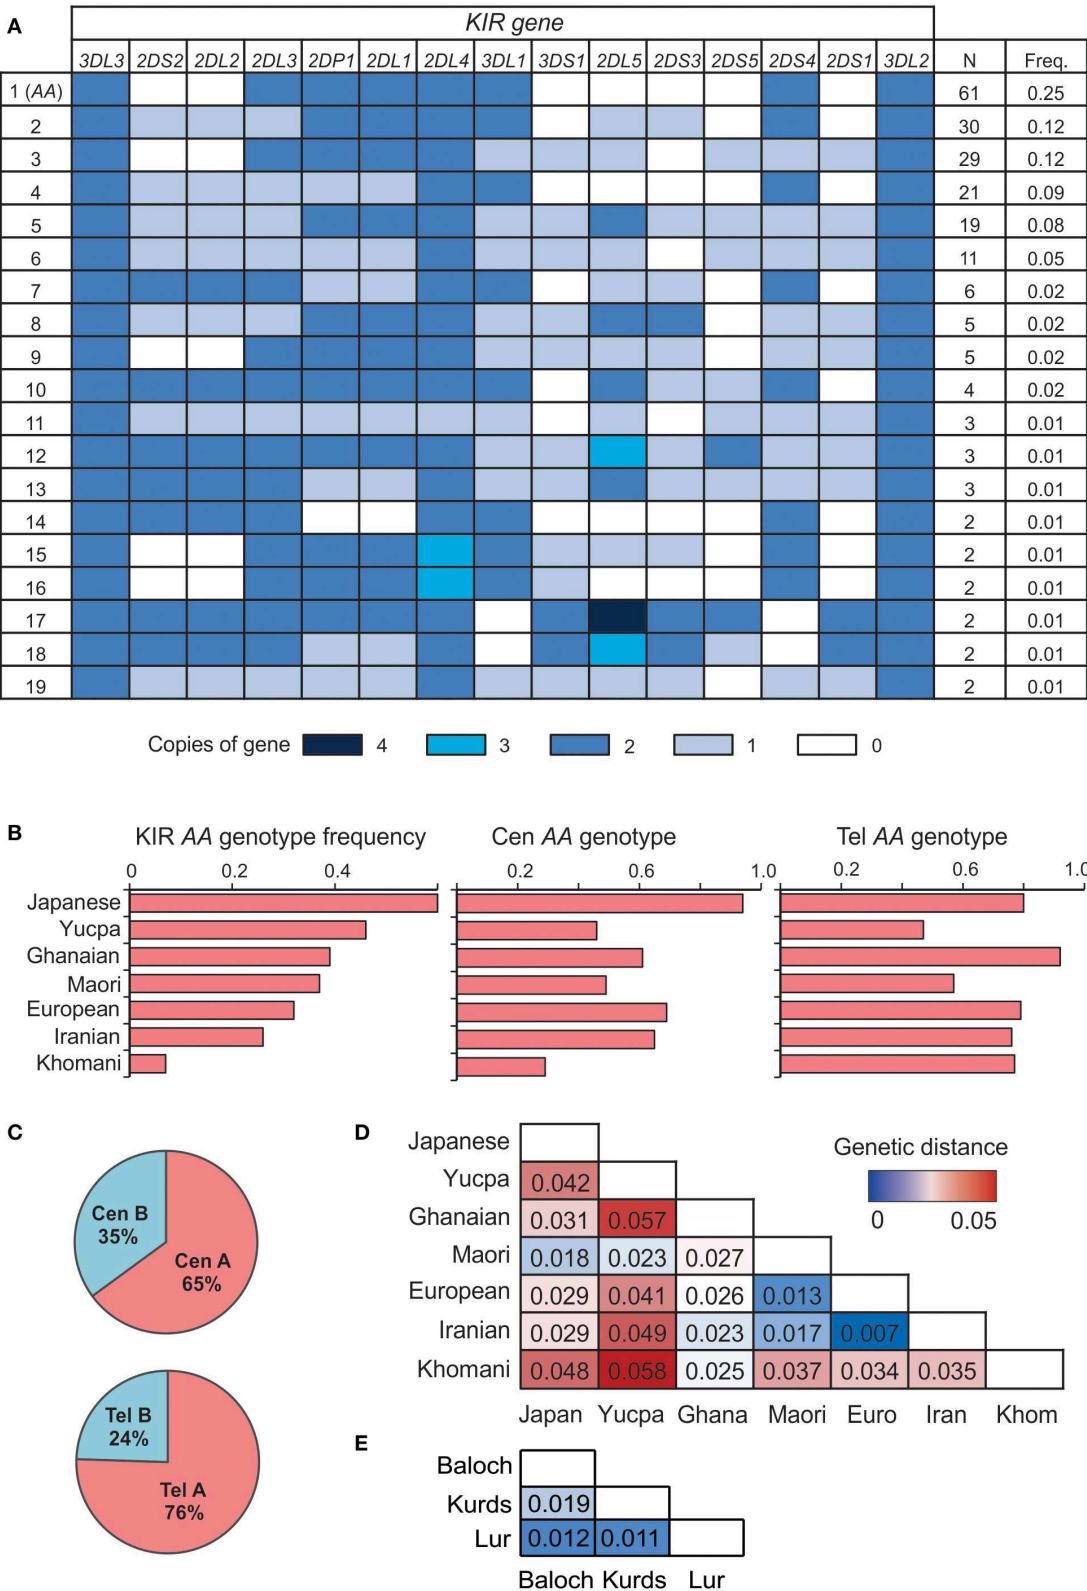 A
KIR gene
3DL3 2DS2 2DL2 2DL3 2DP1 2DL1 2DL4 3DL1 3DS1 2DL5 2DS3 2DS5 2DS4 2DS1 3DL2 N Freq.
1 (AA) 61 0.25
2 30 0.12
3 29 0.12
4 21 0.09
5 19 0.08
6 11 0.05
7 6 0.02
8 5 0.02
9 5 0.02
10 4 0.02
11 3 0.01
12 3 0.01
13 3 0.01
14 2 0.01
15 2 0.01
16 2 0.01
17 2 0.01
18 2 0.01
19 2 0.01
Copies of gene 4 3 2 1 0
B
KIR AA genotype frequency
0 0.2 0.4
Japanese
Yucpa
Ghanaian
Maori
European
Iranian
Khomani
Cen AA genotype
0.2 0.6 1.0
Tel AA genotype
0.2 0.6 1.0
C
Cen B
35%
Cen A
65%
Tel B
24%
Tel A
76%
D
Genetic distance
0 0.05
Japanese
Yucpa 0.042
Ghanaian 0.031 0.057
Maori 0.018 0.023 0.027
European 0.029 0.041 0.026 0.013
Iranian 0.029 0.049 0.023 0.017 0.007
Khomani 0.048 0.058 0.025 0.037 0.034 0.035
Japan Yucpa Ghana Maori Euro Iran Khom
E
Baloch
Kurds 0.019
Lur 0.012 0.011
Baloch Kurds Lur